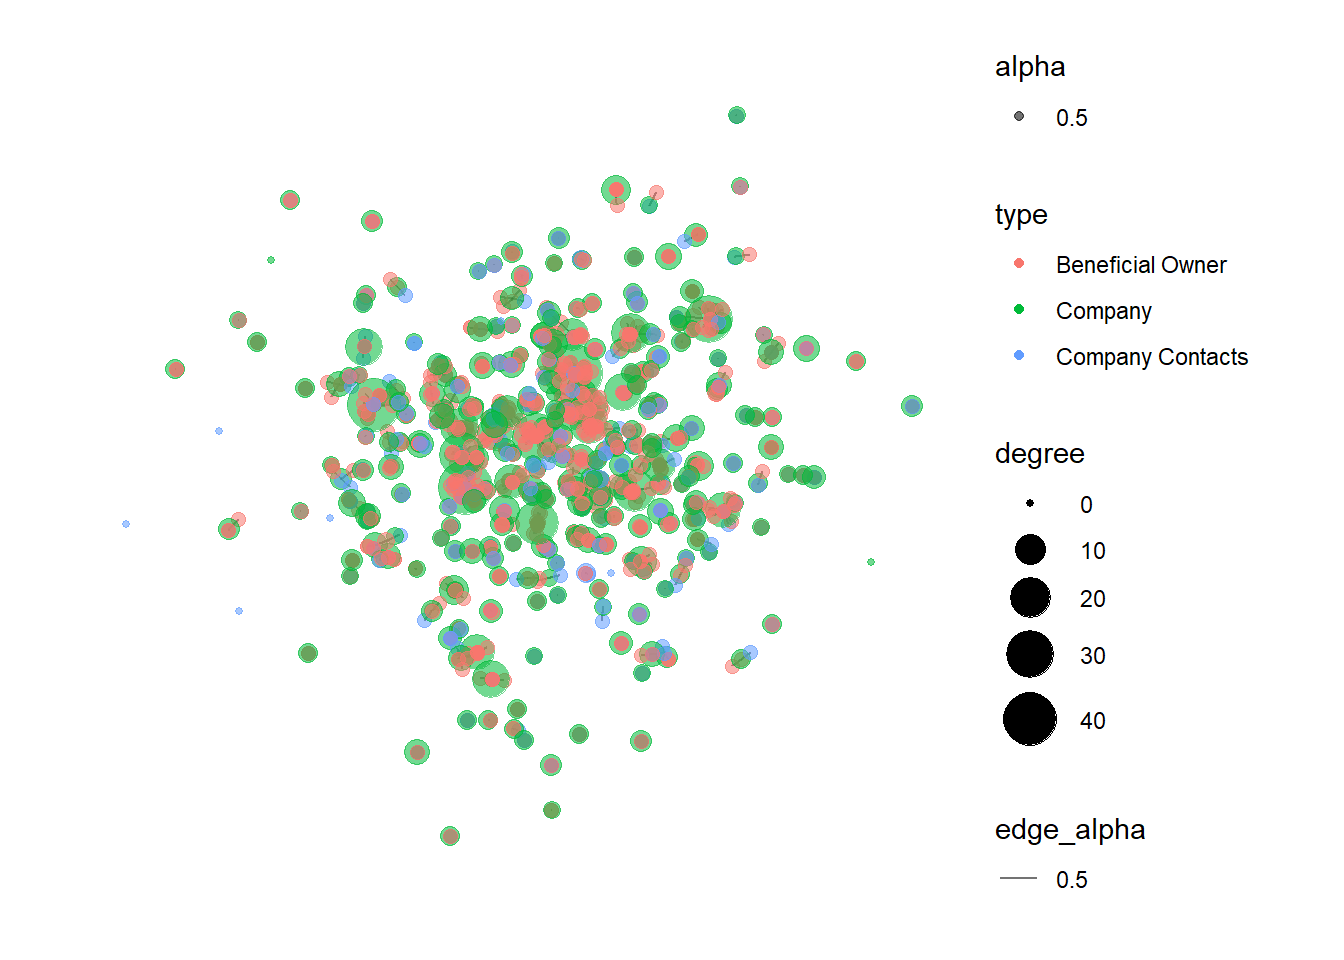 alpha
0.5
type
Beneficial Owner
Company
Company Contacts
degree
0
10
20
30
40
edge_alpha
0.5